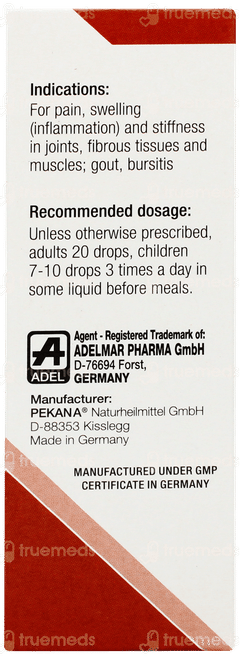 Indications:
For pain, swelling
(inflammation) and stiffness
in joints, fibrous tissues and
muscles; gout, bursitis
Recommended dosage:
Unless otherwise prescribed,
adults 20 drops, children
7-10 drops 3 times a day in
some liquid before meals.
A
ADEL
Agent - Registered Trademark of:
ADELMAR PHARMA GmbH
D-76694 Forst,
GERMANY
Manufacturer:
PEKANA® Naturheilmittel GmbH
D-88353 Kisslegg
Made in Germany
MANUFACTURED UNDER GMP
CERTIFICATE IN GERMANY
truemeds
truemeds